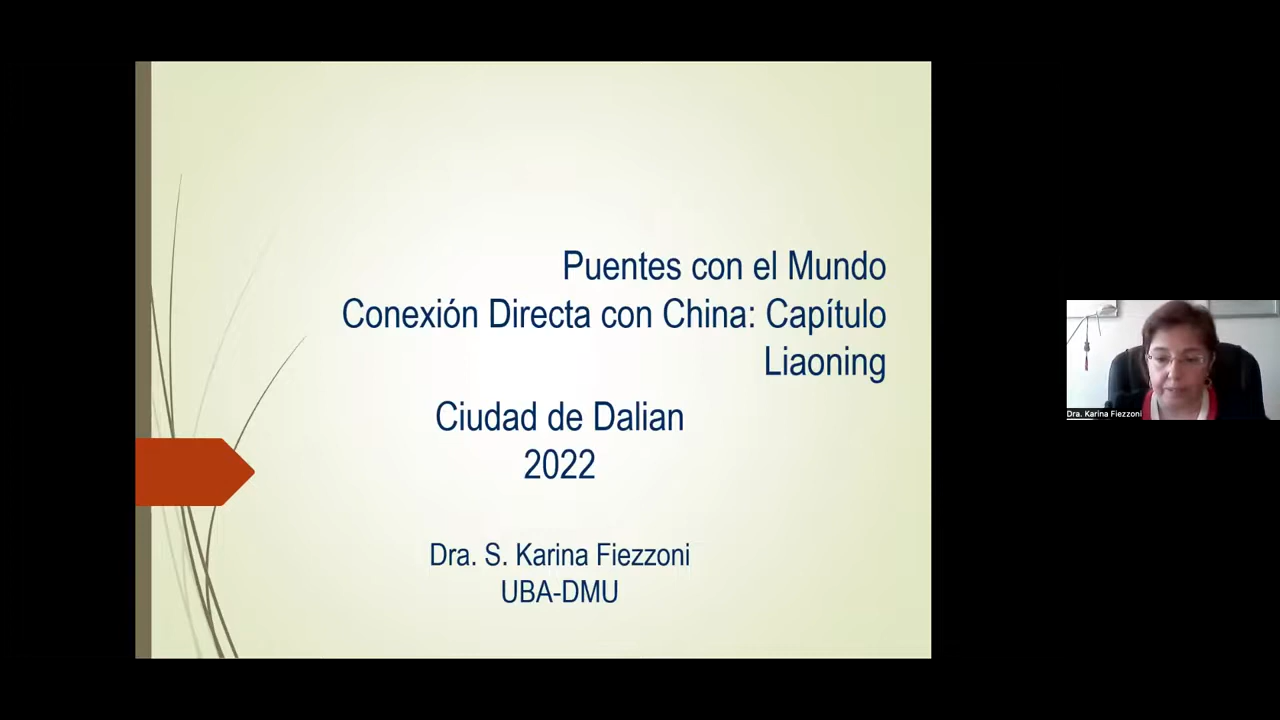 Puentes con el Mundo
Conexión Directa con China: Capítulo
Liaoning
Ciudad de Dalian
2022
Dra. S. Karina Fiezzoni
UBA-DMU
Dra. Karina Fiezzoni